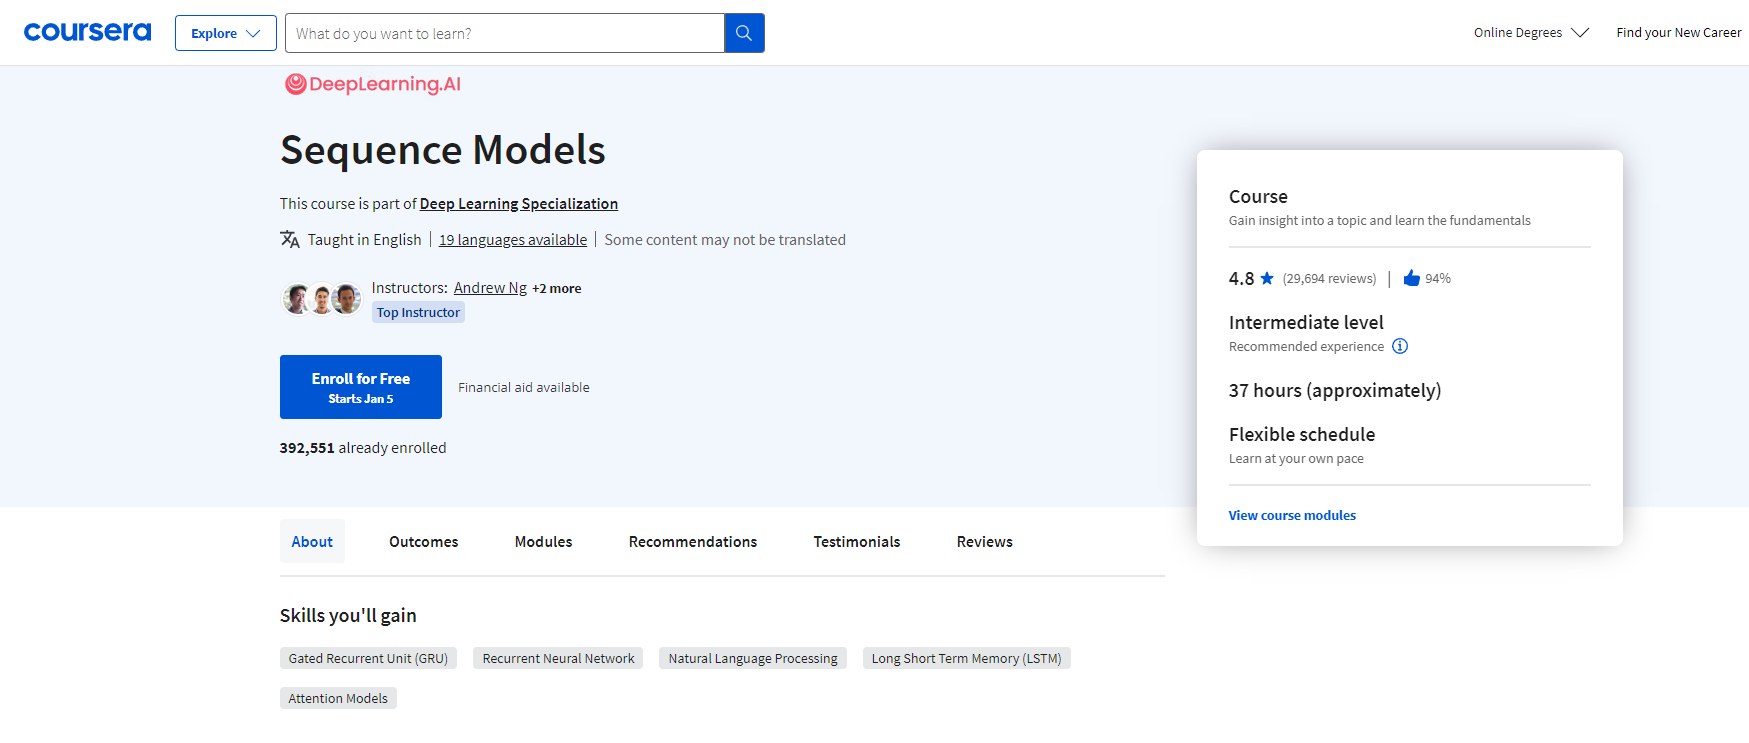 coursera
Explore
What do you want to learn?
Online Degrees
Find your New Career
DeepLearning.AI
Sequence Models
This course is part of Deep Learning Specialization
Taught in English | 19 languages available | Some content may not be translated
Instructors: Andrew Ng +2 more
Top Instructor
Enroll for Free
Starts Jan 5
Financial aid available
392,551 already enrolled
Course
Gain insight into a topic and learn the fundamentals
4.8 ★ (29,694 reviews) | 94%
Intermediate level
Recommended experience
37 hours (approximately)
Flexible schedule
Learn at your own pace
View course modules
About
Outcomes
Modules
Recommendations
Testimonials
Reviews
Skills you'll gain
Gated Recurrent Unit (GRU)
Recurrent Neural Network
Natural Language Processing
Long Short Term Memory (LSTM)
Attention Models